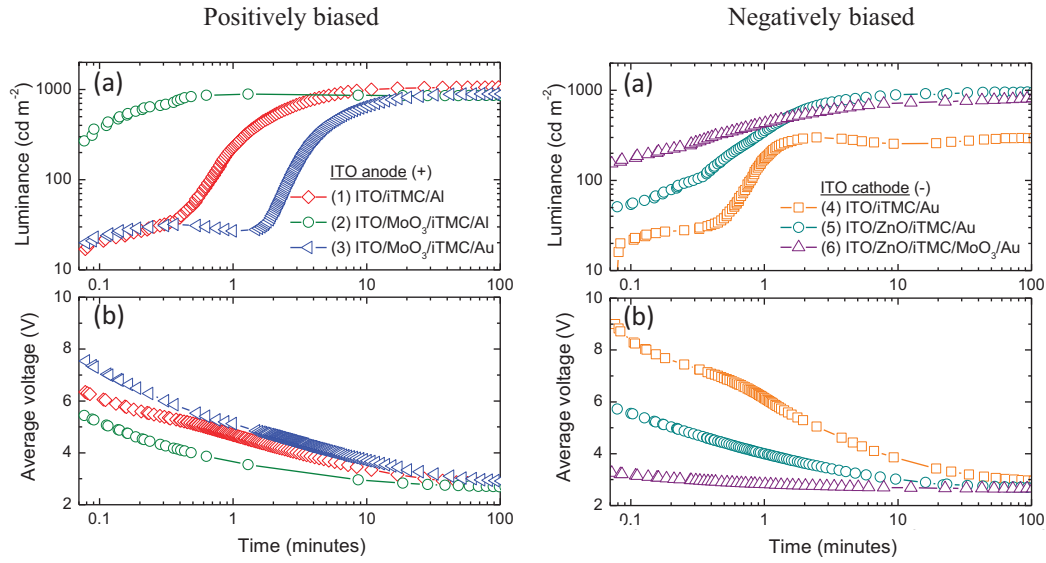 Positively biased
Negatively biased
(a)
1000
100
10
Luminance (cd m⁻²)
ITO anode (+)
(1) ITO/iTMC/Al
(2) ITO/MoO₃/iTMC/Al
(3) ITO/MoO₃/iTMC/Au
(b)
10
8
6
4
2
Average voltage (V)
0.1 1 10 100
Time (minutes)
(a)
1000
100
10
Luminance (cd m⁻²)
ITO cathode (-)
(4) ITO/iTMC/Au
(5) ITO/ZnO/iTMC/Au
(6) ITO/ZnO/iTMC/MoO₃/Au
(b)
10
8
6
4
2
Average voltage (V)
0.1 1 10 100
Time (minutes)